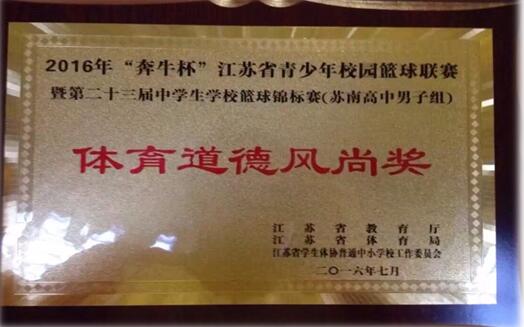 2016年“奔牛杯”江苏省青少年校园篮球联赛
暨第二十三届中学生学校篮球锦标赛(苏南高中男子组)
体育道德风尚奖
江苏省教育厅
江苏省体育局
江苏省学生体协普通中小学校工作委员会
二〇一六年七月